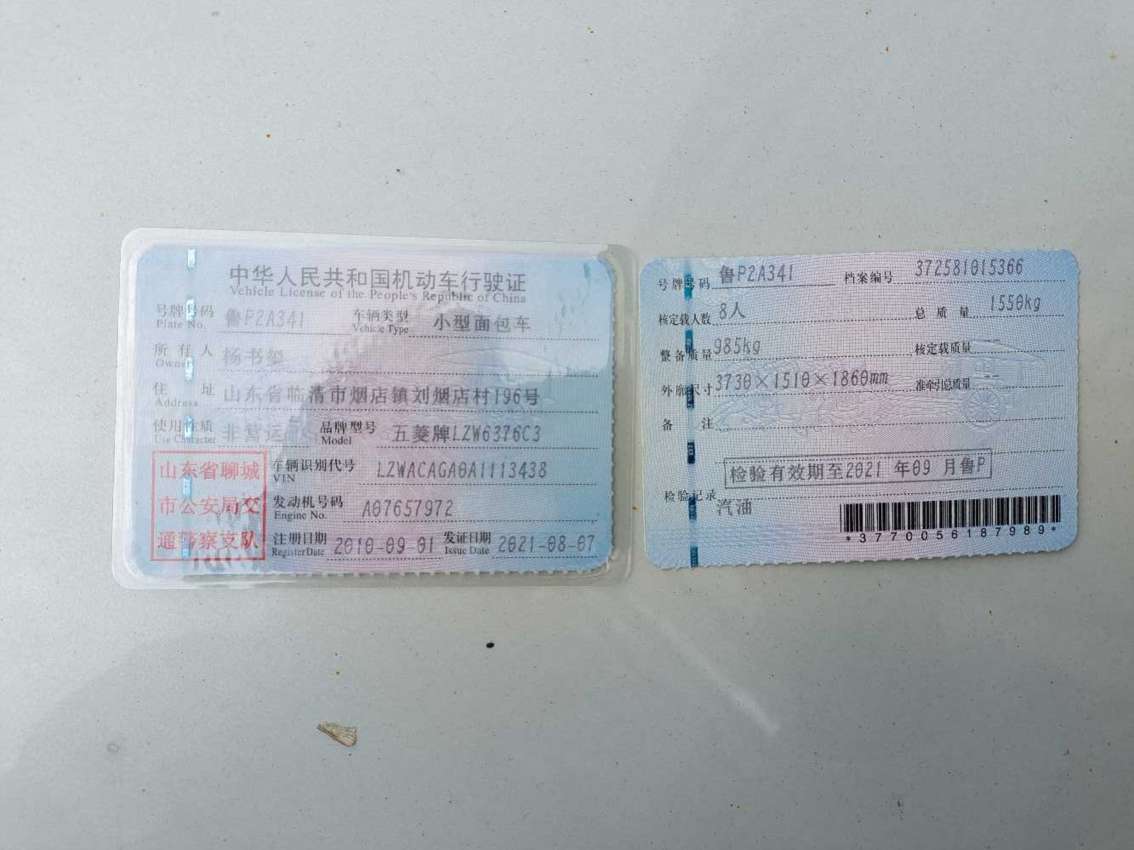 中华人民共和国机动车行驶证
Vehicle License of the People's Republic of China
号牌号码 Plate No. 鲁P2A341 车辆类型 Vehicle Type 小型面包车
所有人 Owner 杨书玺
住址 Address 山东省临清市烟店镇刘烟店村196号
使用性质 Use Character 非营运 品牌型号 Model 五菱牌LZW6376C3
山东省聊城
市公安局交
通警察支队
车辆识别代号 VIN LZWACAGA0A1113438
发动机号码 Engine No. A07657972
注册日期 Register Date 2010-09-01 发证日期 Issue Date 2021-08-07
号牌号码 鲁P2A341 档案编号 372581015366
核定载人数 8人 总质量 1550kg
整备质量 985kg 核定载质量 --
外廓尺寸 3730×1510×1860mm 准牵引总质量 --
备注
检验有效期至2021 年09 月鲁P
检验记录
汽油
*3770056187989*